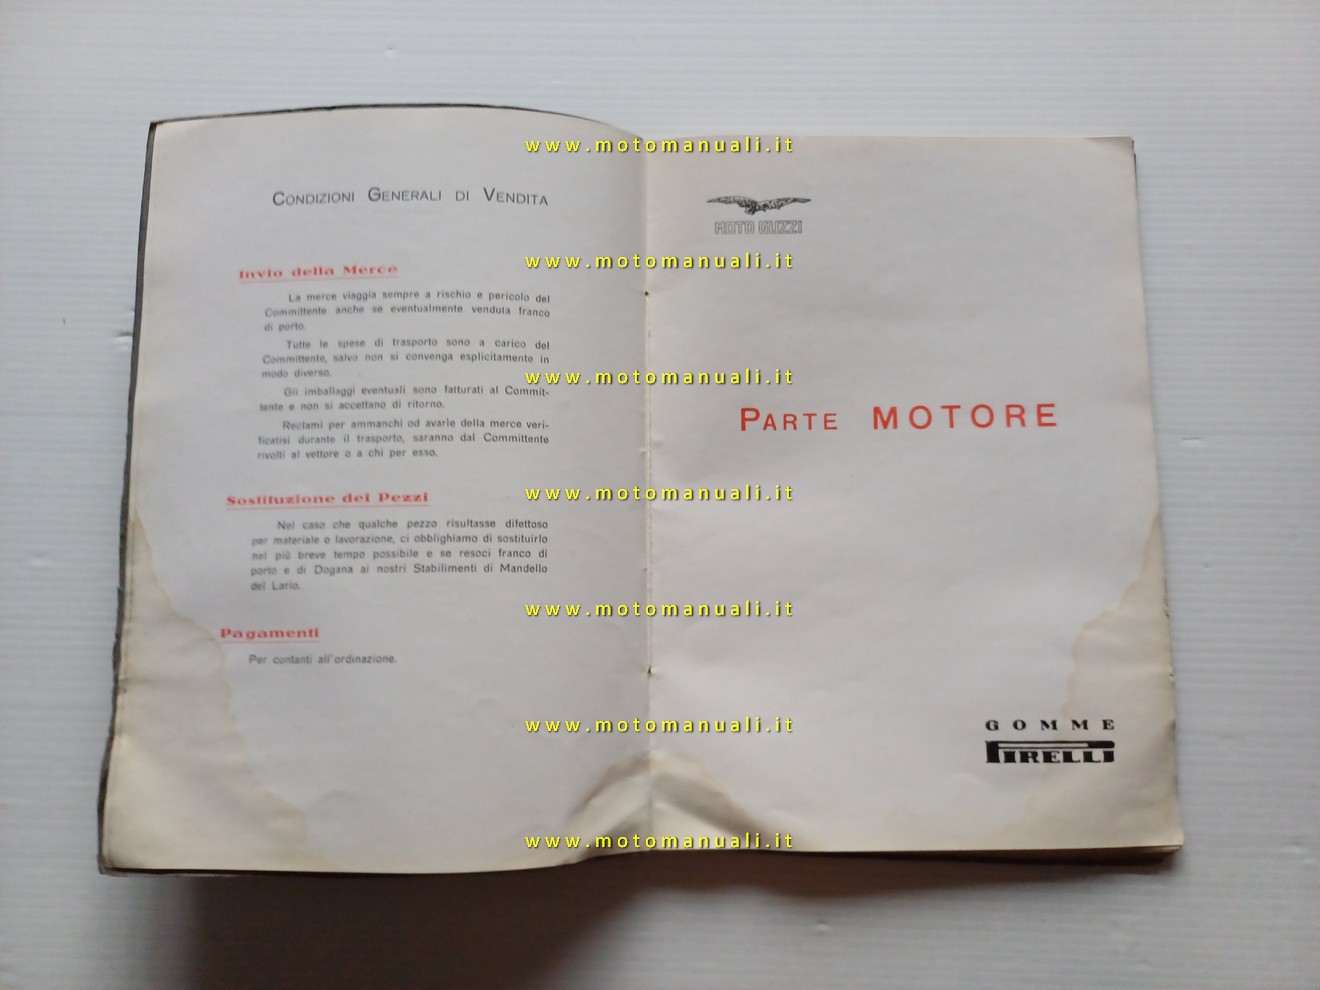 Condizioni Generali di Vendita
Invio della Merce
La merce viaggia sempre a rischio e pericolo del
Committente anche se eventualmente venduta franco
di porto.
Tutte le spese di trasporto sono a carico del
Committente, salvo non si convenga esplicitamente in
modo diverso.
Gli imballaggi eventuali sono fatturati al Commit-
tente e non si accettano di ritorno.
Reclami per ammanchi od avarie della merce veri-
ficatisi durante il trasporto, saranno dal Committente
rivolti al vettore o a chi per esso.
Sostituzione dei Pezzi
Nel caso che qualche pezzo risultasse difettoso
per materiale o lavorazione, ci obblighiamo di sostituirlo
nel più breve tempo possibile e se resoci franco di
porto e di Dogana ai nostri Stabilimenti di Mandello
del Lario.
Pagamenti
Per contanti all'ordinazione.
MOTO GUZZI
Parte MOTORE
GOMME
PIRELLI
www.motomanuali.it
www.motomanuali.it
www.motomanuali.it
www.motomanuali.it
www.motomanuali.it
www.motomanuali.it
www.motomanuali.it